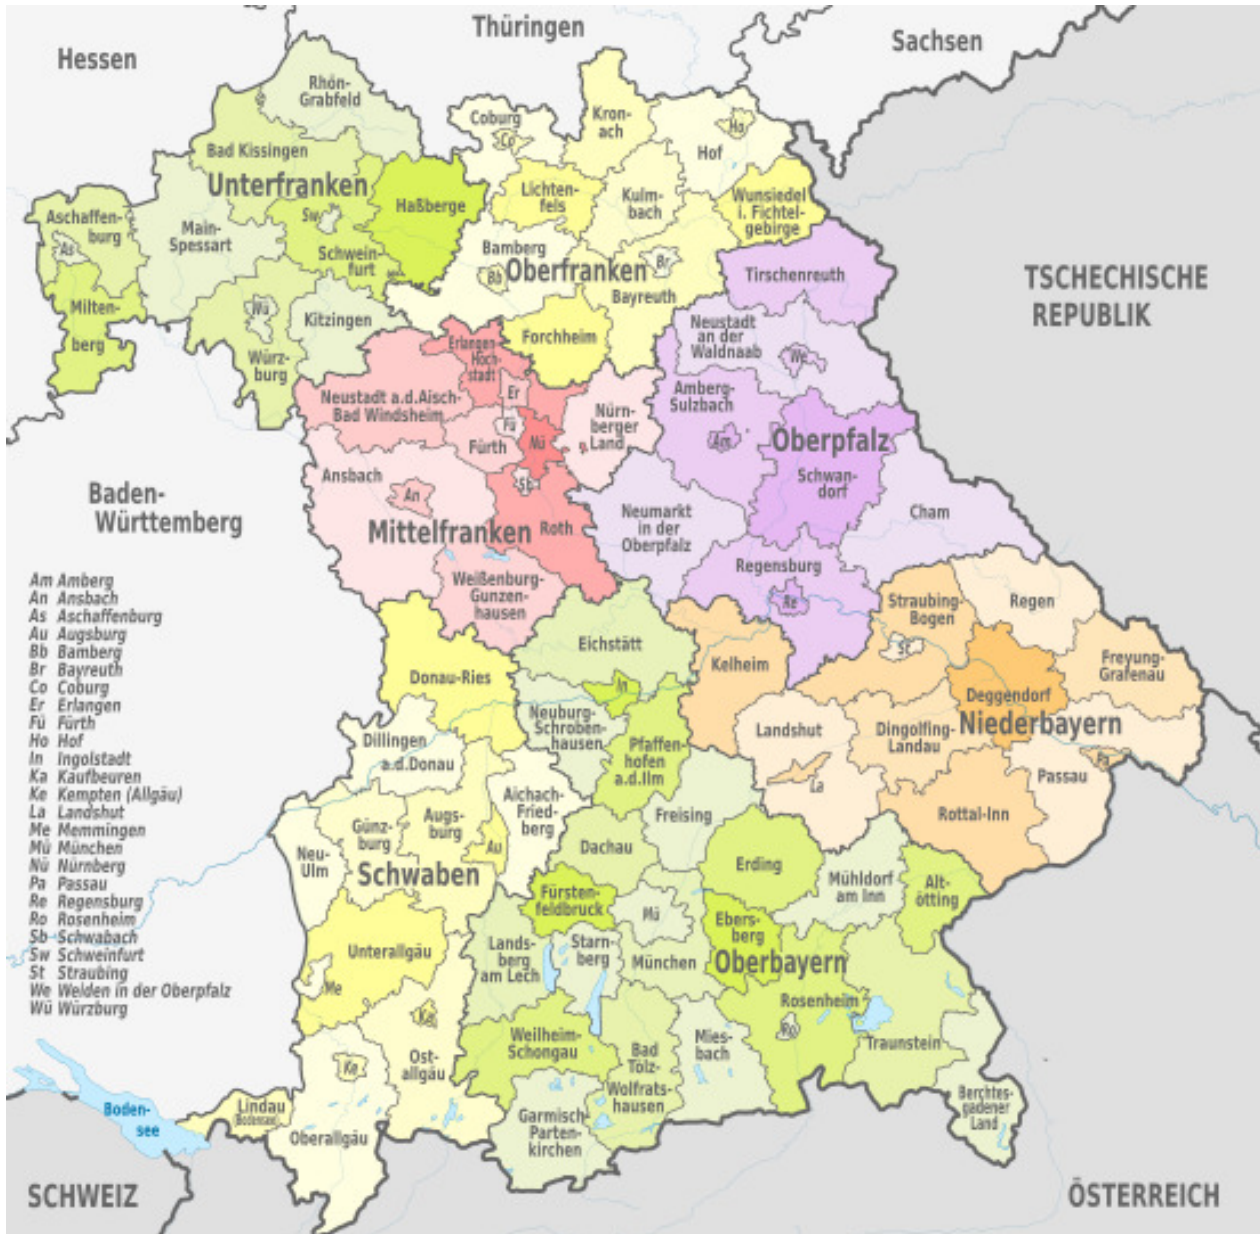 Hessen
Thüringen
Sachsen
Rhön-
Grabfeld
Coburg
Co
Kron-
ach
Ho
Hof
Bad Kissingen
Unterfranken
Haßberge
Lichten-
fels
Kulm-
bach
Wunsiedel
i. Fichtel-
gebirge
Aschaffen-
burg
As
Main-
Spessart
Sw
Schwein-
furt
Bamberg
Bb
Oberfranken
Br
Bayreuth
Tirschenreuth
TSCHECHISCHE
REPUBLIK
Milten-
berg
Wü
Würz-
burg
Kitzingen
Forchheim
Erlangen-
Höch-
stadt
Neustadt
an der
Waldnaab
We
Neustadt a.d.Aisch-
Bad Windsheim
Er
Fü
Fürth
Nü
Nürn-
berger
Land
Amberg-
Sulzbach
Am
Oberpfalz
Schwan-
dorf
Ansbach
An
Sb
Mittelfranken
Roth
Neumarkt
in der
Oberpfalz
Cham
Baden-
Württemberg
Weißenburg-
Gunzen-
hausen
Regensburg
Re
Straubing-
Bogen
St
Regen
Am Amberg
An Ansbach
As Aschaffenburg
Au Augsburg
Bb Bamberg
Br Bayreuth
Co Coburg
Er Erlangen
Fü Fürth
Ho Hof
In Ingolstadt
Ka Kaufbeuren
Ke Kempten (Allgäu)
La Landshut
Me Memmingen
Mü München
Nü Nürnberg
Pa Passau
Re Regensburg
Ro Rosenheim
Sb Schwabach
Sw Schweinfurt
St Straubing
We Weiden in der Oberpfalz
Wü Würzburg
Eichstätt
In
Kelheim
Freyung-
Grafenau
Donau-Ries
Neuburg-
Schroben-
hausen
Deggendorf
Niederbayern
Dillingen
a.d.Donau
Pfaffen-
hofen
a.d.Ilm
Landshut
La
Dingolfing-
Landau
Pa
Passau
Aichach-
Fried-
berg
Augs-
burg
Au
Günz-
burg
Neu-
Ulm
Schwaben
Freising
Rottal-Inn
Dachau
Erding
Mühldorf
am Inn
Alt-
ötting
Fürsten-
feldbruck
Mü
München
Ebers-
berg
Oberbayern
Unterallgäu
Me
Lands-
berg
am Lech
Starn-
berg
Rosenheim
Ro
Traunstein
Ka
Ost-
allgäu
Weilheim-
Schongau
Bad
Tölz-
Wolfrats-
hausen
Mies-
bach
Ke
Oberallgäu
Lindau
(Bodensee)
Boden-
see
Garmisch-
Parten-
kirchen
Berchtes-
gadener
Land
SCHWEIZ
ÖSTERREICH